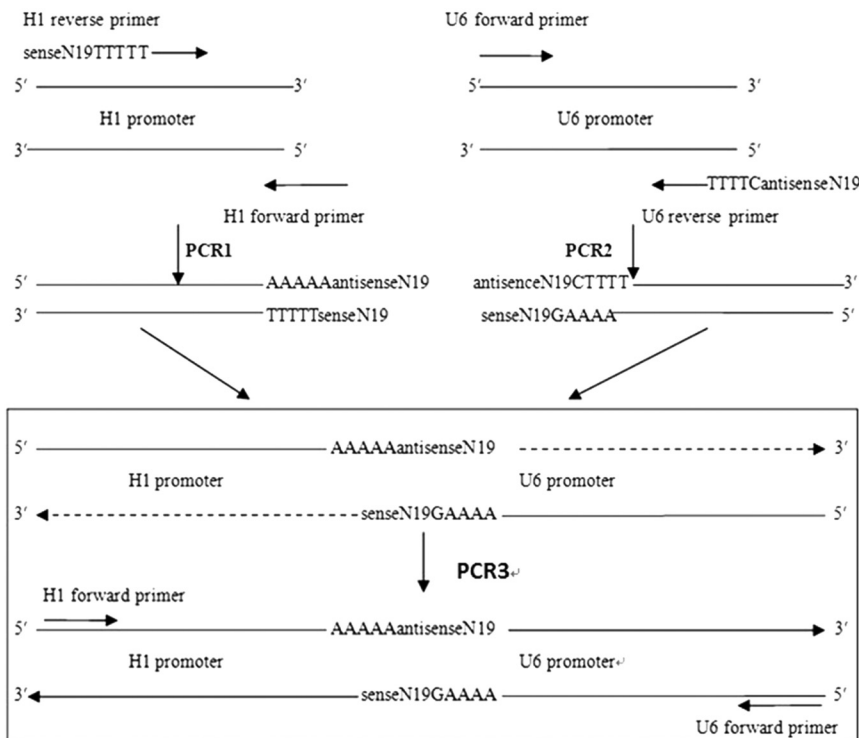 H1 reverse primer
senseN19TTTTT
5′ 3′
H1 promoter
3′ 5′
H1 forward primer
PCR1
5′ AAAAAantisenseN19
3′ TTTTTsenseN19
U6 forward primer
5′ 3′
U6 promoter
3′ 5′
TTTTCantisenseN19
U6 reverse primer
PCR2
antisenceN19CTTTT 3′
senseN19GAAAA 5′
5′ AAAAAantisenseN19 3′
H1 promoter U6 promoter
3′ senseN19GAAAA 5′
PCR3
H1 forward primer
5′ AAAAAantisenseN19 3′
H1 promoter U6 promoter
3′ senseN19GAAAA 5′
U6 forward primer